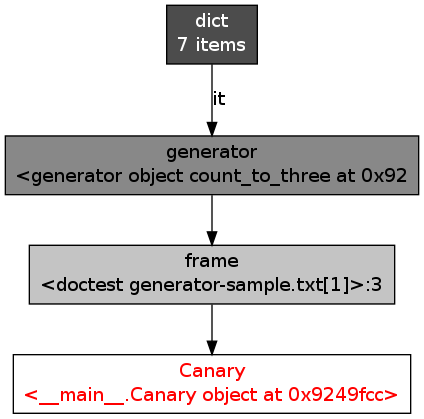 dict
7 items
it
generator
<generator object count_to_three at 0x92
frame
<doctest generator-sample.txt[1]>:3
Canary
<__main__.Canary object at 0x9249fcc>